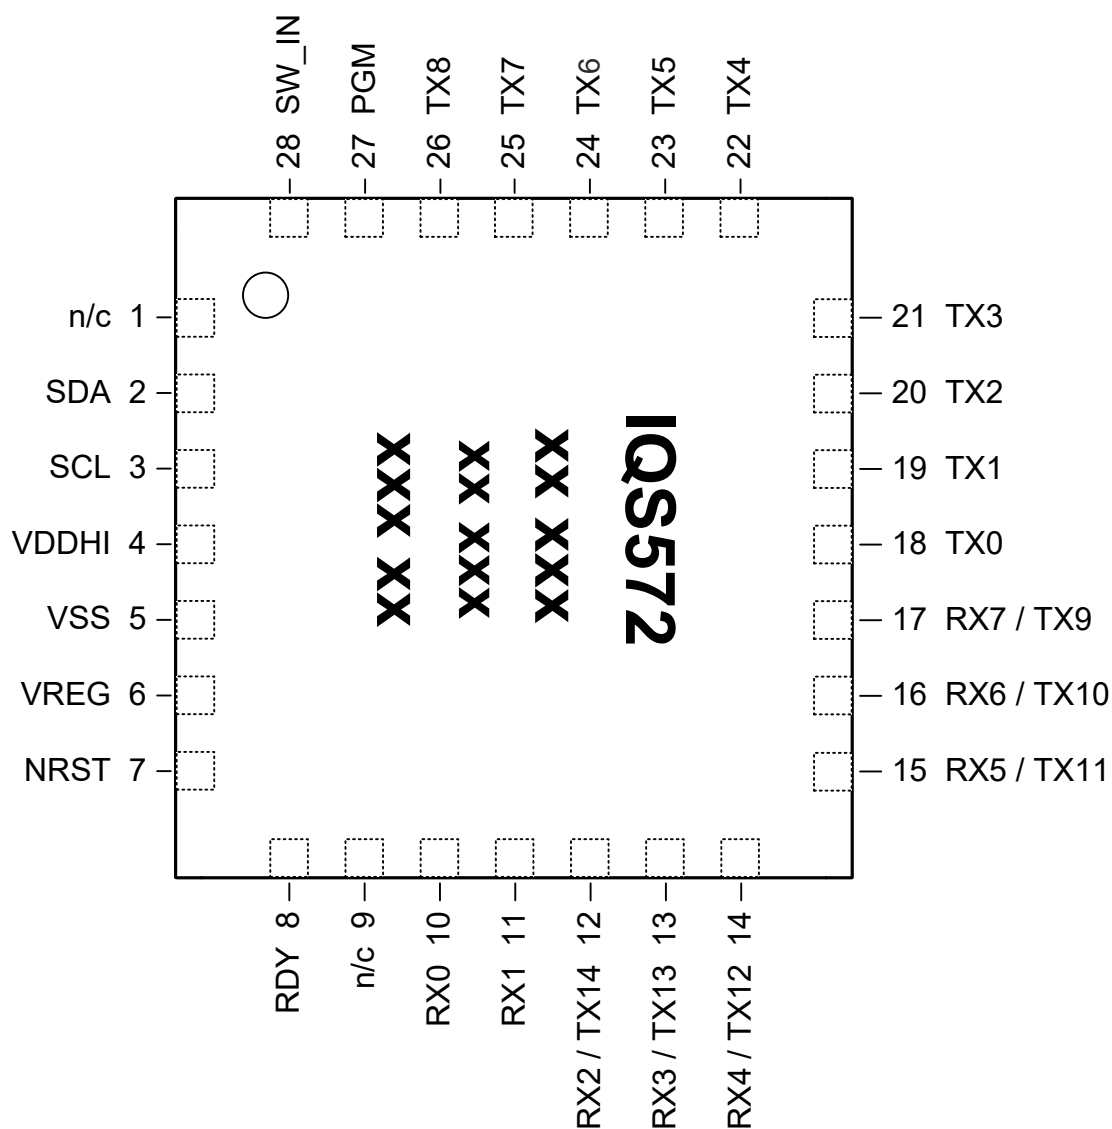 28 SW_IN
27 PGM
26 TX8
25 TX7
24 TX6
23 TX5
22 TX4
n/c 1
SDA 2
SCL 3
VDDHI 4
VSS 5
VREG 6
NRST 7
IQS572
xx xxx xx
xx xxx xx
xxx xx xx
21 TX3
20 TX2
19 TX1
18 TX0
17 RX7 / TX9
16 RX6 / TX10
15 RX5 / TX11
RDY 8
n/c 9
RX0 10
RX1 11
RX2 / TX14 12
RX3 / TX13 13
RX4 / TX12 14